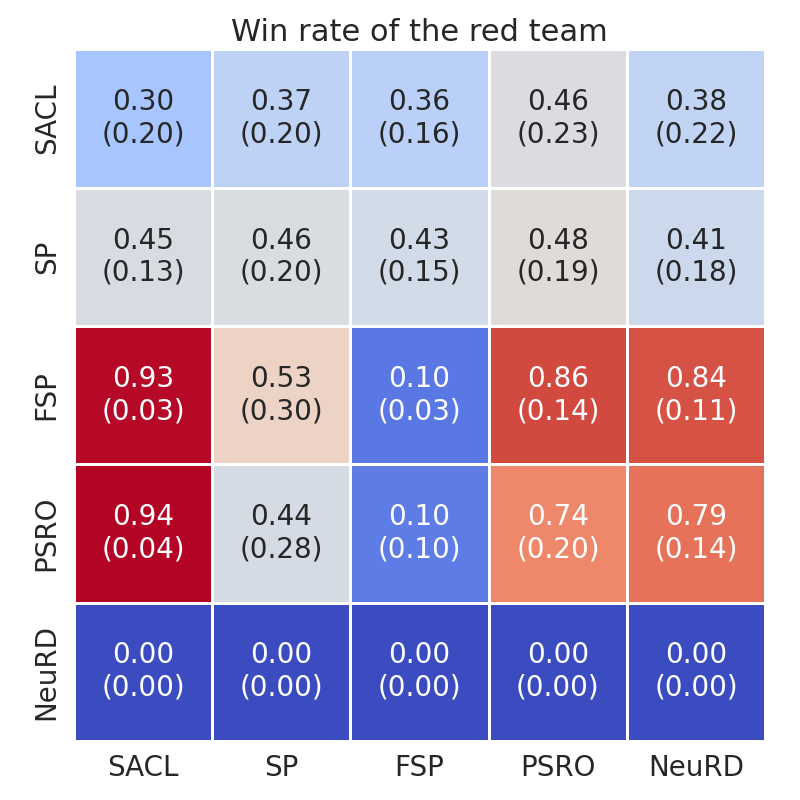 Win rate of the red team
SACL
0.30 0.37 0.36 0.46 0.38
(0.20) (0.20) (0.16) (0.23) (0.22)
SP
0.45 0.46 0.43 0.48 0.41
(0.13) (0.20) (0.15) (0.19) (0.18)
FSP
0.93 0.53 0.10 0.86 0.84
(0.03) (0.30) (0.03) (0.14) (0.11)
PSRO
0.94 0.44 0.10 0.74 0.79
(0.04) (0.28) (0.10) (0.20) (0.14)
NeuRD
0.00 0.00 0.00 0.00 0.00
(0.00) (0.00) (0.00) (0.00) (0.00)
SACL SP FSP PSRO NeuRD